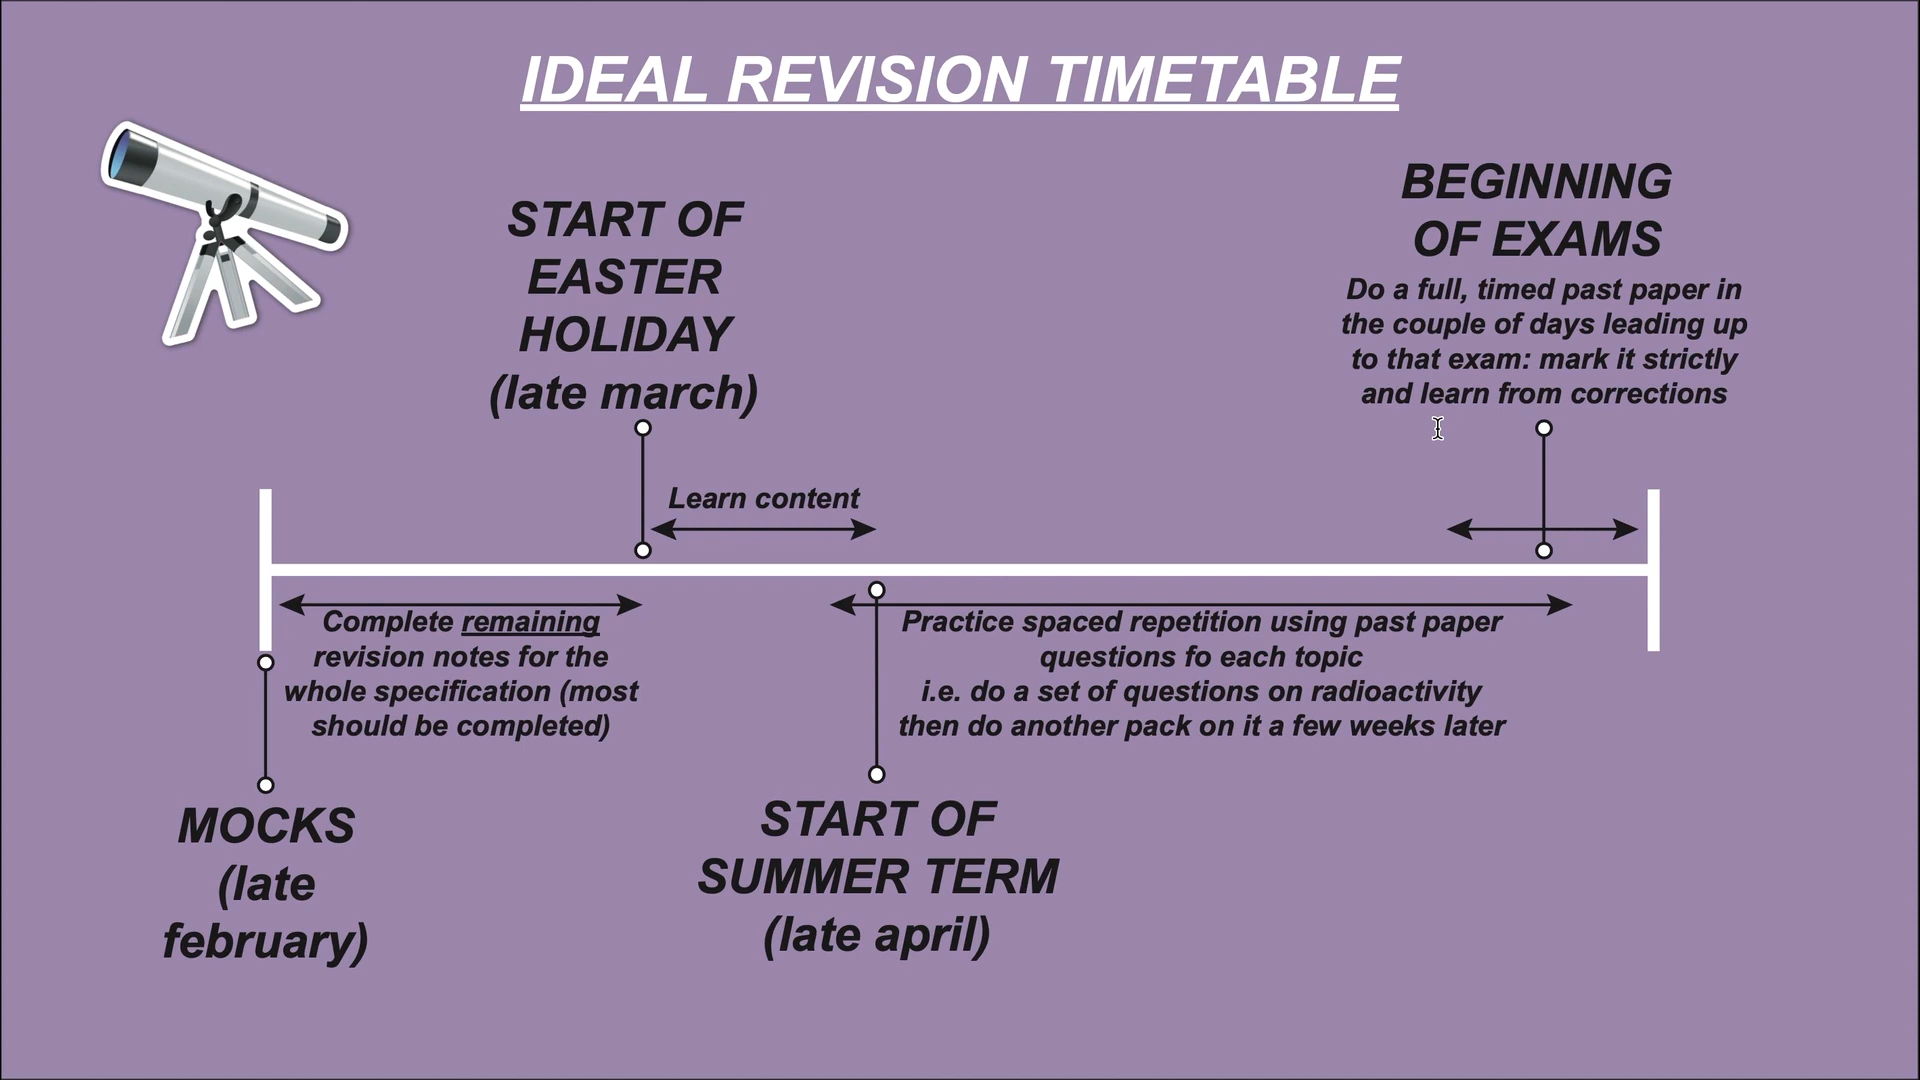 IDEAL REVISION TIMETABLE
START OF
EASTER
HOLIDAY
(late march)
BEGINNING
OF EXAMS
Do a full, timed past paper in
the couple of days leading up
to that exam: mark it strictly
and learn from corrections
Learn content
Complete remaining
revision notes for the
whole specification (most
should be completed)
Practice spaced repetition using past paper
questions fo each topic
i.e. do a set of questions on radioactivity
then do another pack on it a few weeks later
MOCKS
(late
february)
START OF
SUMMER TERM
(late april)